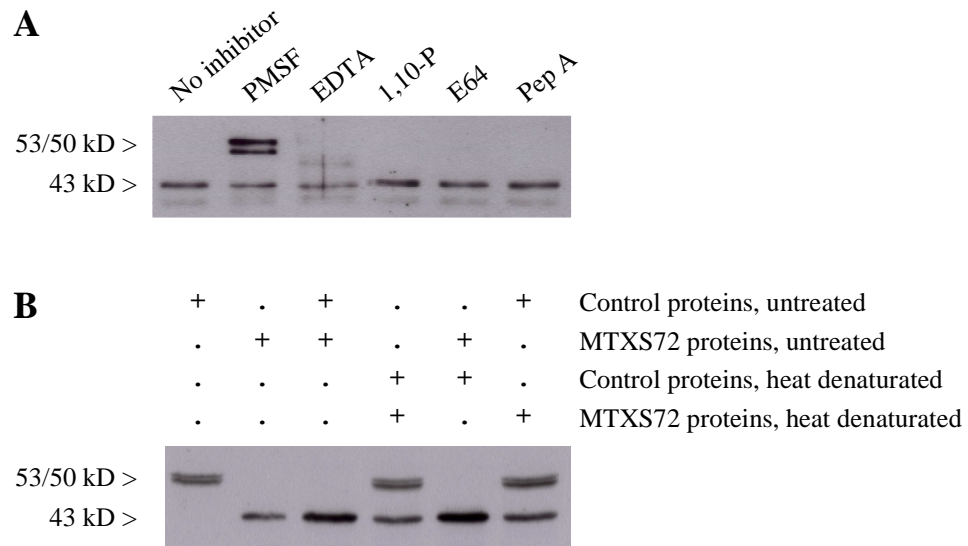 A
No inhibitor PMSF EDTA 1,10-P E64 Pep A
53/50 kD >
43 kD >
B
+ . + . . + Control proteins, untreated
. + + . + . MTXS72 proteins, untreated
. . . + + . Control proteins, heat denaturated
. . . + . + MTXS72 proteins, heat denaturated
53/50 kD >
43 kD >